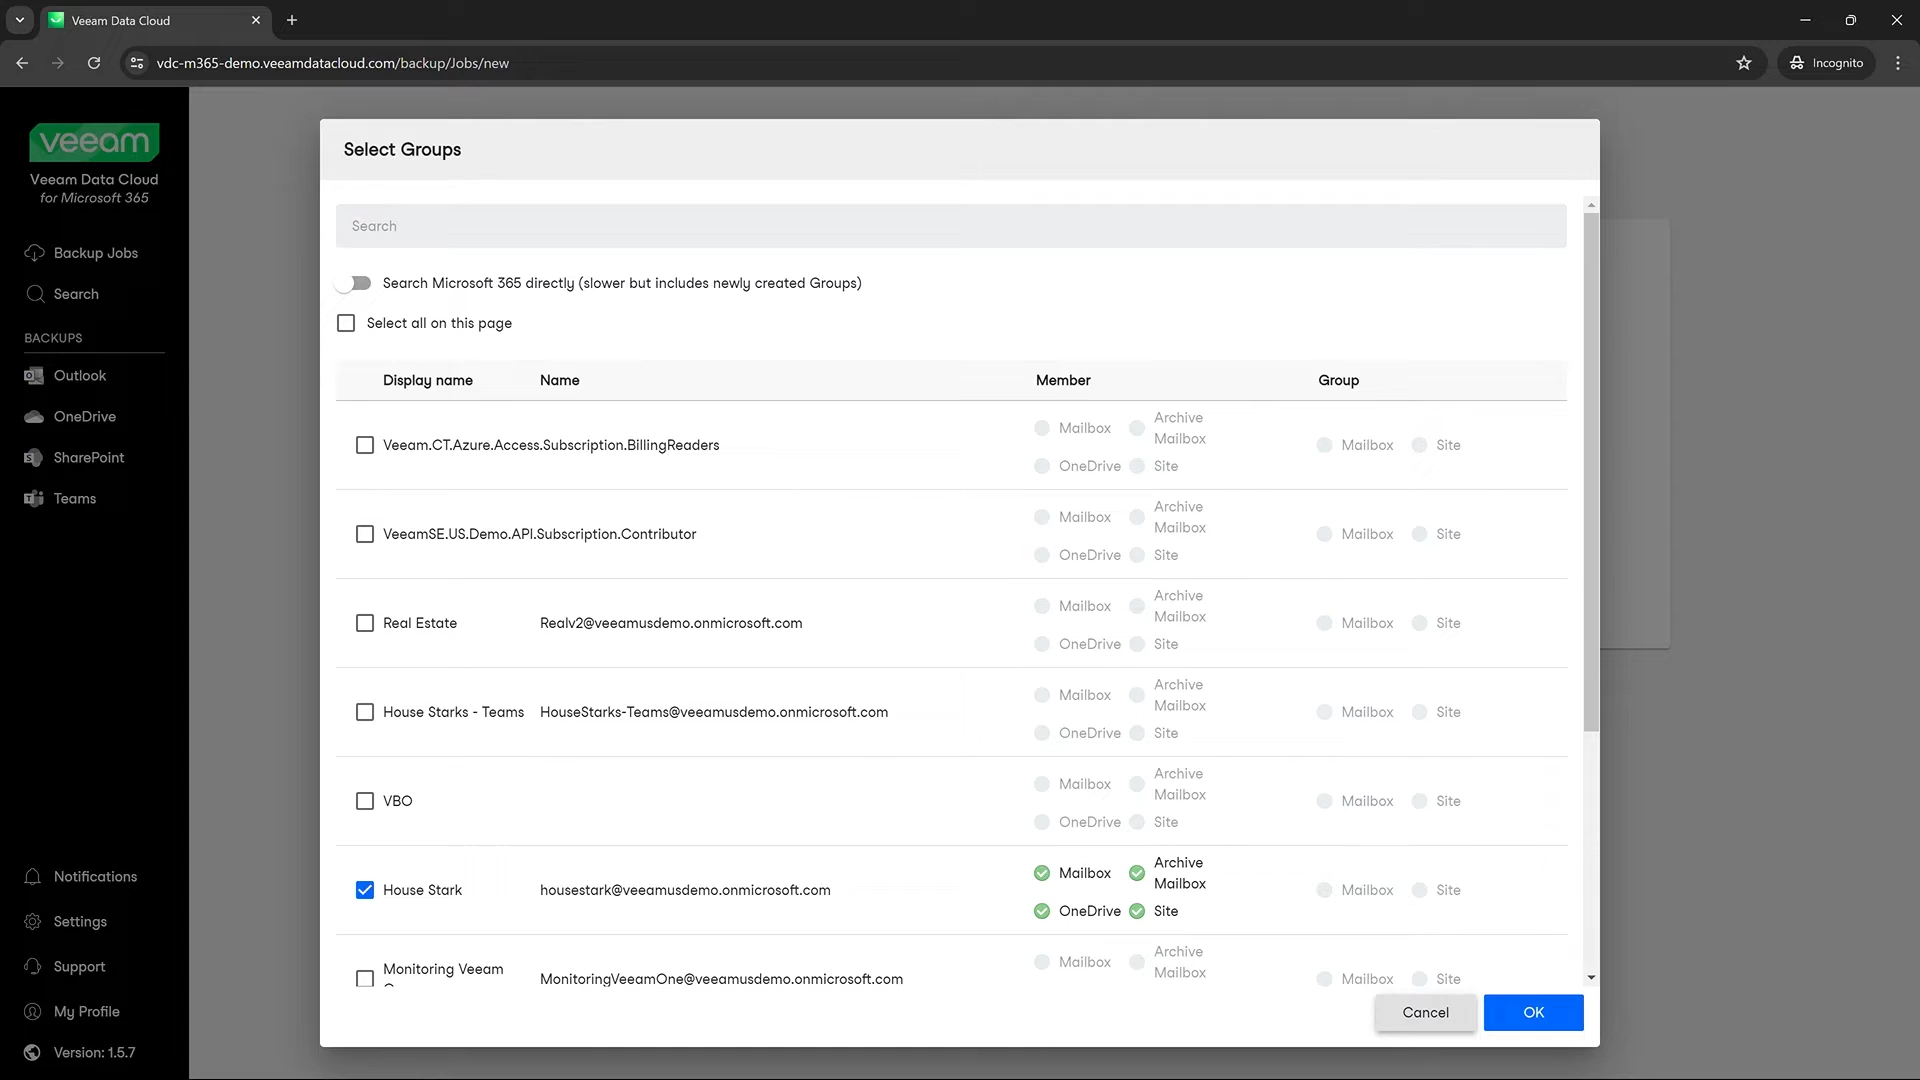 Veeam Data Cloud
vdc-m365-demo.veeamdatacloud.com/backup/Jobs/new
Incognito
veeam
Veeam Data Cloud
for Microsoft 365
Backup Jobs
Search
BACKUPS
Outlook
OneDrive
SharePoint
Teams
Notifications
Settings
Support
My Profile
Version: 1.5.7
Select Groups
Search
Search Microsoft 365 directly (slower but includes newly created Groups)
Select all on this page
Display name Name Member Group
Veeam.CT.Azure.Access.Subscription.BillingReaders
Mailbox Archive Mailbox
OneDrive Site
Mailbox Site
VeeamSE.US.Demo.API.Subscription.Contributor
Mailbox Archive Mailbox
OneDrive Site
Mailbox Site
Real Estate Realv2@veeamusdemo.onmicrosoft.com
Mailbox Archive Mailbox
OneDrive Site
Mailbox Site
House Starks - Teams HouseStarks-Teams@veeamusdemo.onmicrosoft.com
Mailbox Archive Mailbox
OneDrive Site
Mailbox Site
VBO
Mailbox Archive Mailbox
OneDrive Site
Mailbox Site
House Stark housestark@veeamusdemo.onmicrosoft.com
Mailbox Archive Mailbox
OneDrive Site
Mailbox Site
Monitoring Veeam
MonitoringVeeamOne@veeamusdemo.onmicrosoft.com
Mailbox Archive Mailbox
Mailbox Site
Cancel OK